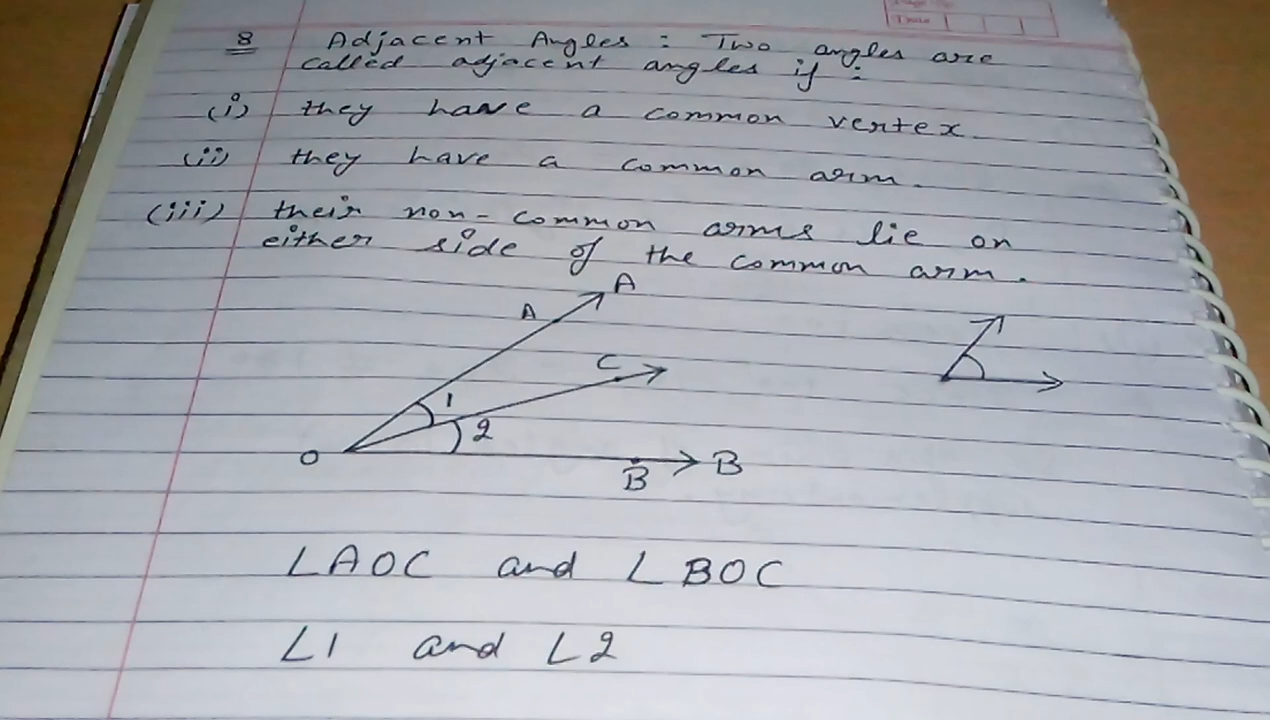 8 Adjacent Angles : Two angles are
called adjacent angles if :
(i) they have a common vertex.
(ii) they have a common arm.
(iii) their non-common arms lie on
either side of the common arm.
A
A
C
1
2
O
B
B
∠AOC and ∠BOC
∠1 and ∠2